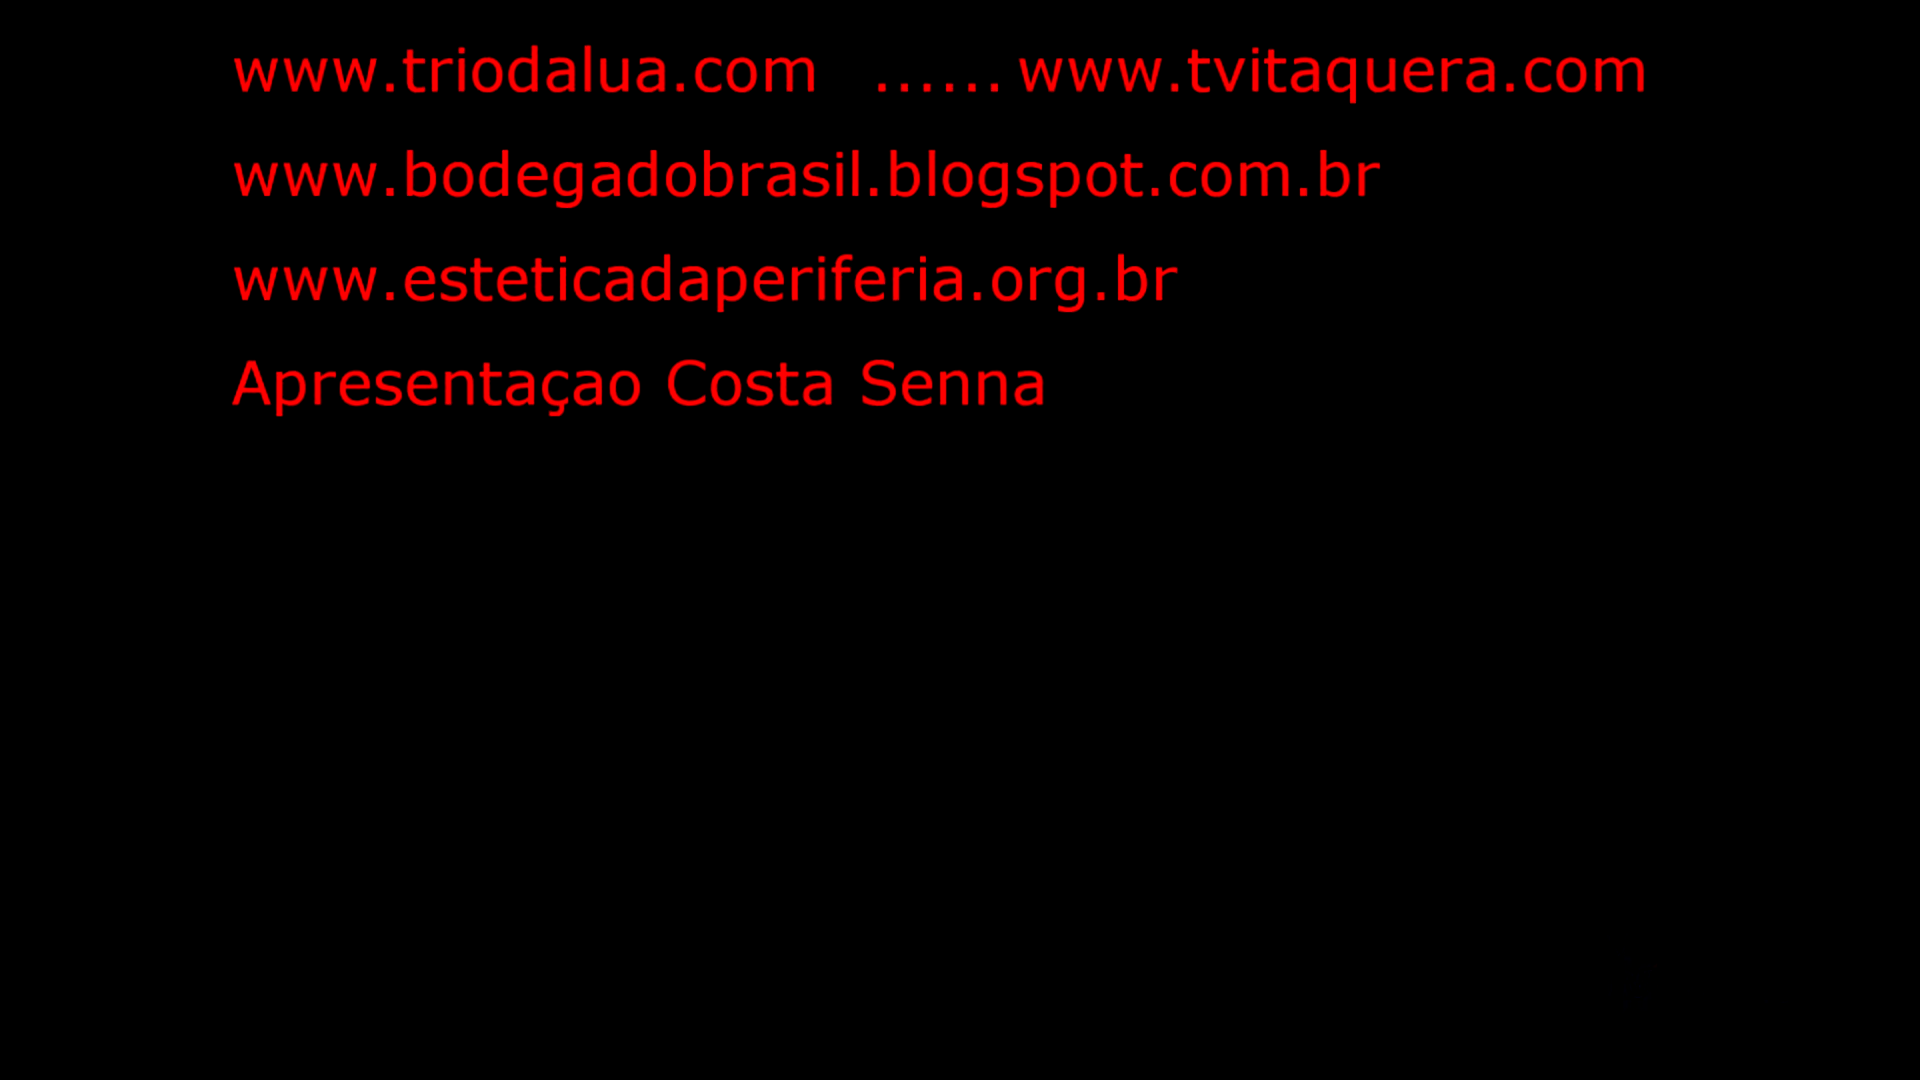 www.triodalua.com ...... www.tvitaquera.com
www.bodegadobrasil.blogspot.com.br
www.esteticadaperiferia.org.br
Apresentaçao Costa Senna